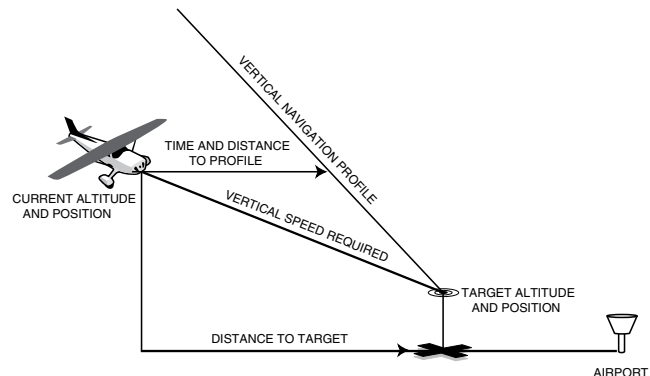 VERTICAL NAVIGATION PROFILE
TIME AND DISTANCE
TO PROFILE
CURRENT ALTITUDE
AND POSITION
VERTICAL SPEED REQUIRED
TARGET ALTITUDE
AND POSITION
DISTANCE TO TARGET
AIRPORT